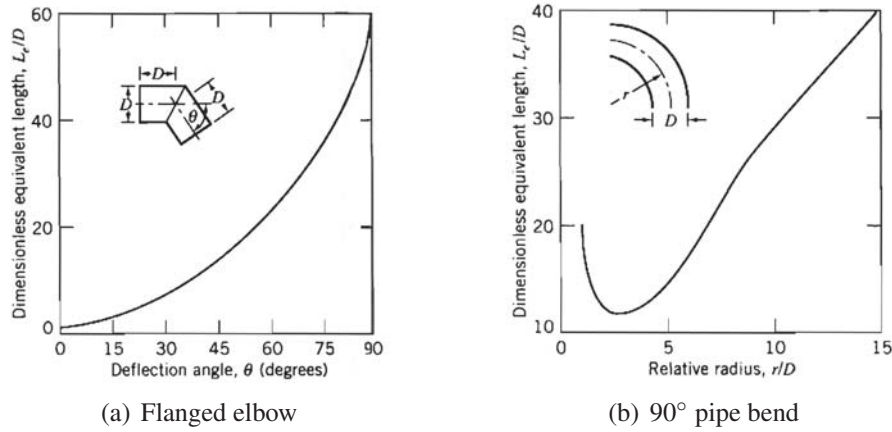 Dimensionless equivalent length, Lₑ/D
60
40
20
0
0 15 30 45 60 75 90
Deflection angle, θ (degrees)
D
D
D
θ
(a) Flanged elbow
Dimensionless equivalent length, Lₑ/D
40
30
20
10
0 5 10 15
Relative radius, r/D
r
D
(b) 90° pipe bend